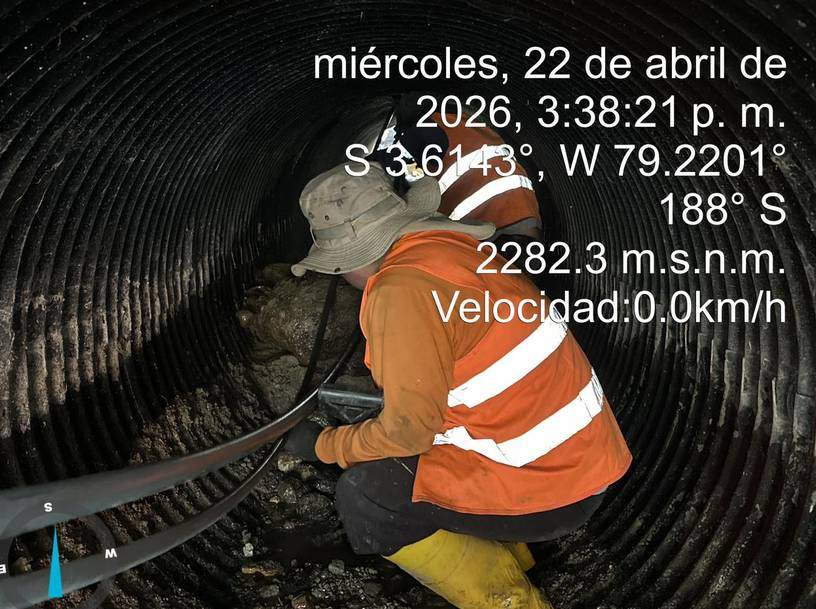 miércoles, 22 de abril de
2026, 3:38:21 p. m.
S 3.6143°, W 79.2201°
188° S
2282.3 m.s.n.m.
Velocidad:0.0km/h
S
W
E